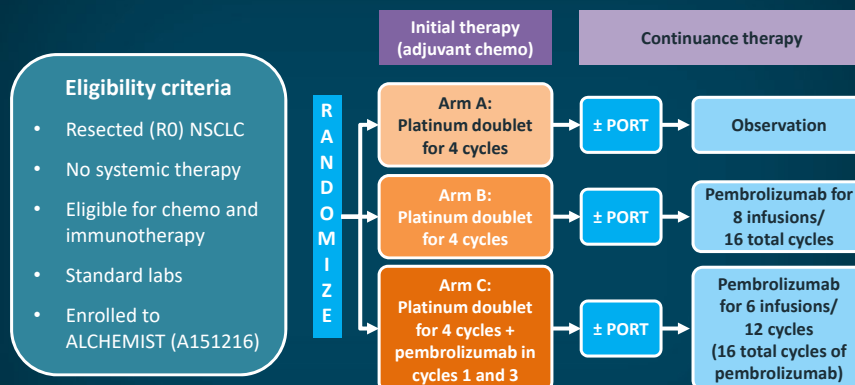 Initial therapy
(adjuvant chemo)
Continuance therapy
Eligibility criteria
• Resected (R0) NSCLC
• No systemic therapy
• Eligible for chemo and
immunotherapy
• Standard labs
• Enrolled to
ALCHEMIST (A151216)
R
A
N
D
O
M
I
Z
E
Arm A:
Platinum doublet
for 4 cycles
± PORT
Observation
Arm B:
Platinum doublet
for 4 cycles
± PORT
Pembrolizumab for
8 infusions/
16 total cycles
Arm C:
Platinum doublet
for 4 cycles +
pembrolizumab in
cycles 1 and 3
± PORT
Pembrolizumab
for 6 infusions/
12 cycles
(16 total cycles of
pembrolizumab)